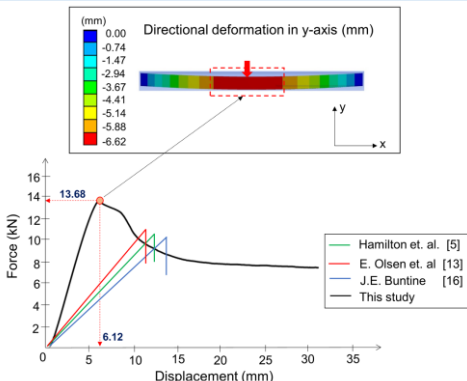 (mm)
Directional deformation in y-axis (mm)
0.00
-0.74
-1.47
-2.94
-3.67
-4.41
-5.14
-5.88
-6.62
y
x
16
14
12
10
8
6
4
2
0
13.68
6.12
Force (kN)
5
10
15
20
25
30
35
Displacement (mm)
Hamilton et. al. [5]
E. Olsen et. al [13]
J.E. Buntine [16]
This study